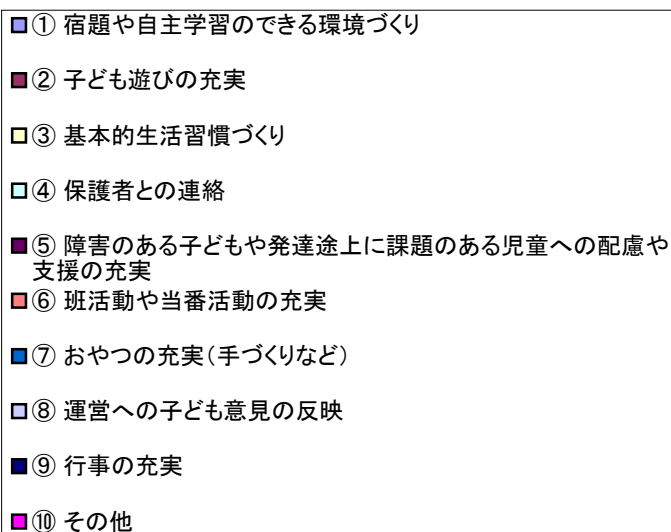 ① 宿題や自主学習のできる環境づくり
② 子ども遊びの充実
③ 基本的生活習慣づくり
④ 保護者との連絡
⑤ 障害のある子どもや発達途上に課題のある児童への配慮や
支援の充実
⑥ 班活動や当番活動の充実
⑦ おやつの充実(手づくりなど)
⑧ 運営への子ども意見の反映
⑨ 行事の充実
⑩ その他